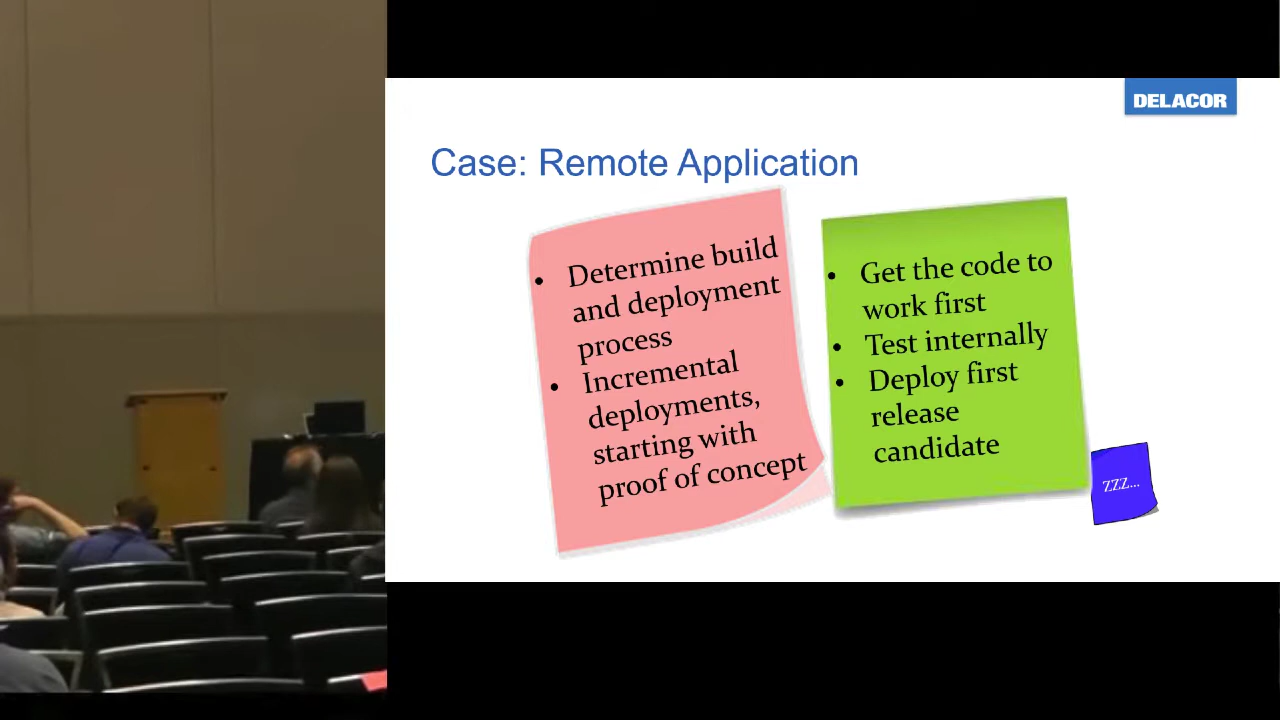 DELACOR
Case: Remote Application
• Determine build
and deployment
process
• Incremental
deployments,
starting with
proof of concept
• Get the code to
work first
• Test internally
• Deploy first
release
candidate
ZZZ...